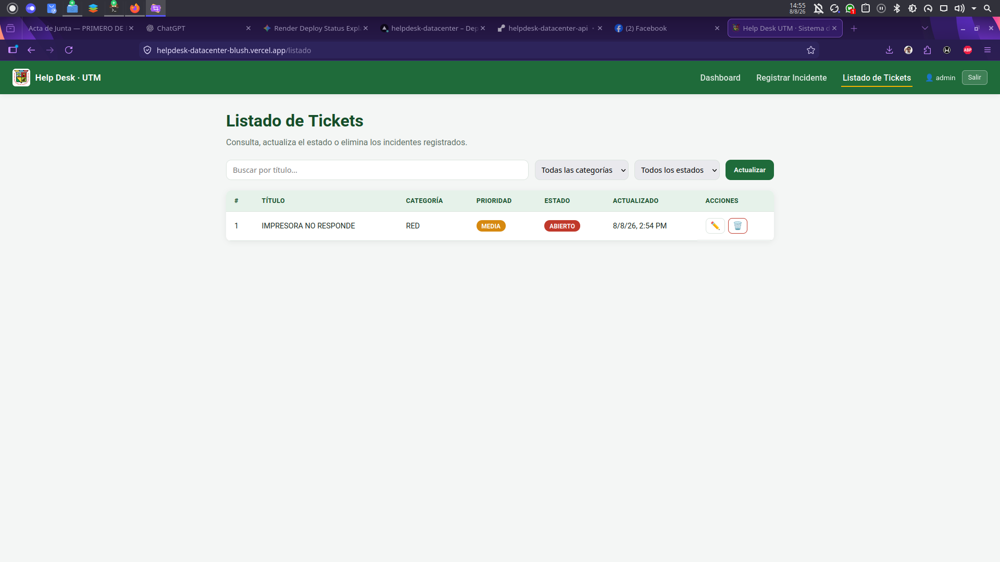 14:55
8/8/26
1
Acta de Junta — PRIMERO DE
ChatGPT
Render Deploy Status Expl
helpdesk-datacenter – Dep
helpdesk-datacenter-api ·
(2) Facebook
Help Desk UTM · Sistema d
helpdesk-datacenter-blush.vercel.app/listado
ABP
Help Desk · UTM
Dashboard
Registrar Incidente
Listado de Tickets
admin
Salir
Listado de Tickets
Consulta, actualiza el estado o elimina los incidentes registrados.
Buscar por título...
Todas las categorías
Todos los estados
Actualizar
# TÍTULO CATEGORÍA PRIORIDAD ESTADO ACTUALIZADO ACCIONES
1 IMPRESORA NO RESPONDE RED MEDIA ABIERTO 8/8/26, 2:54 PM